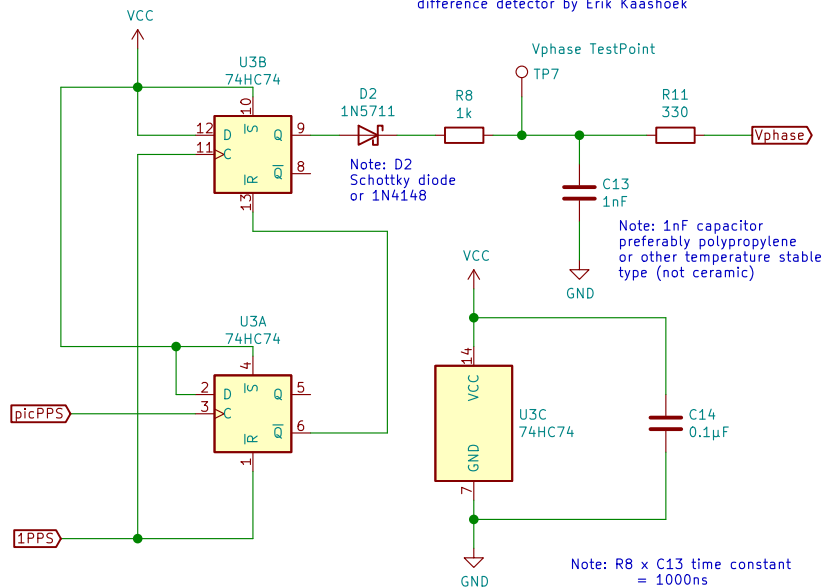 difference detector by Erik Kaashoek
VCC
U3B
74HC74
10
12
11
D
C
S
R
Q
Q
9
8
13
D2
1N5711
Note: D2
Schottky diode
or 1N4148
R8
1k
Vphase TestPoint
TP7
R11
330
Vphase
C13
1nF
Note: 1nF capacitor
preferably polypropylene
or other temperature stable
type (not ceramic)
GND
U3A
74HC74
4
2
3
D
C
S
R
Q
Q
5
6
1
picPPS
1PPS
VCC
14
VCC
GND
7
U3C
74HC74
C14
0.1µF
GND
Note: R8 x C13 time constant
= 1000ns